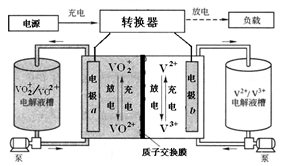 电源
充电
转换器
放电
负载
VO₂⁺/VO²⁺
电解液槽
电极a
VO₂⁺
放电
充电
VO²⁺
V²⁺
放电
充电
V³⁺
电极b
V²⁺/V³⁺
电解液槽
泵
质子交换膜
泵